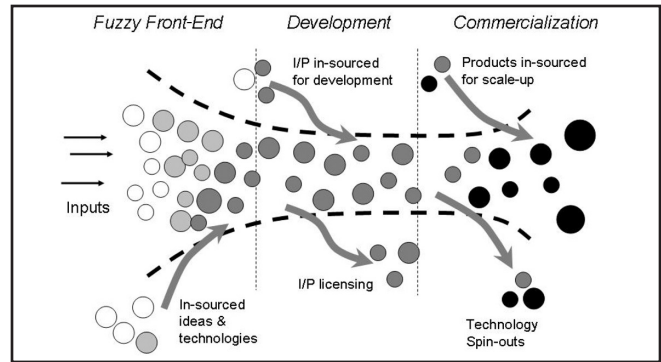 Fuzzy Front-End
Development
Commercialization
I/P in-sourced
for development
Products in-sourced
for scale-up
Inputs
In-sourced
ideas &
technologies
I/P licensing
Technology
Spin-outs